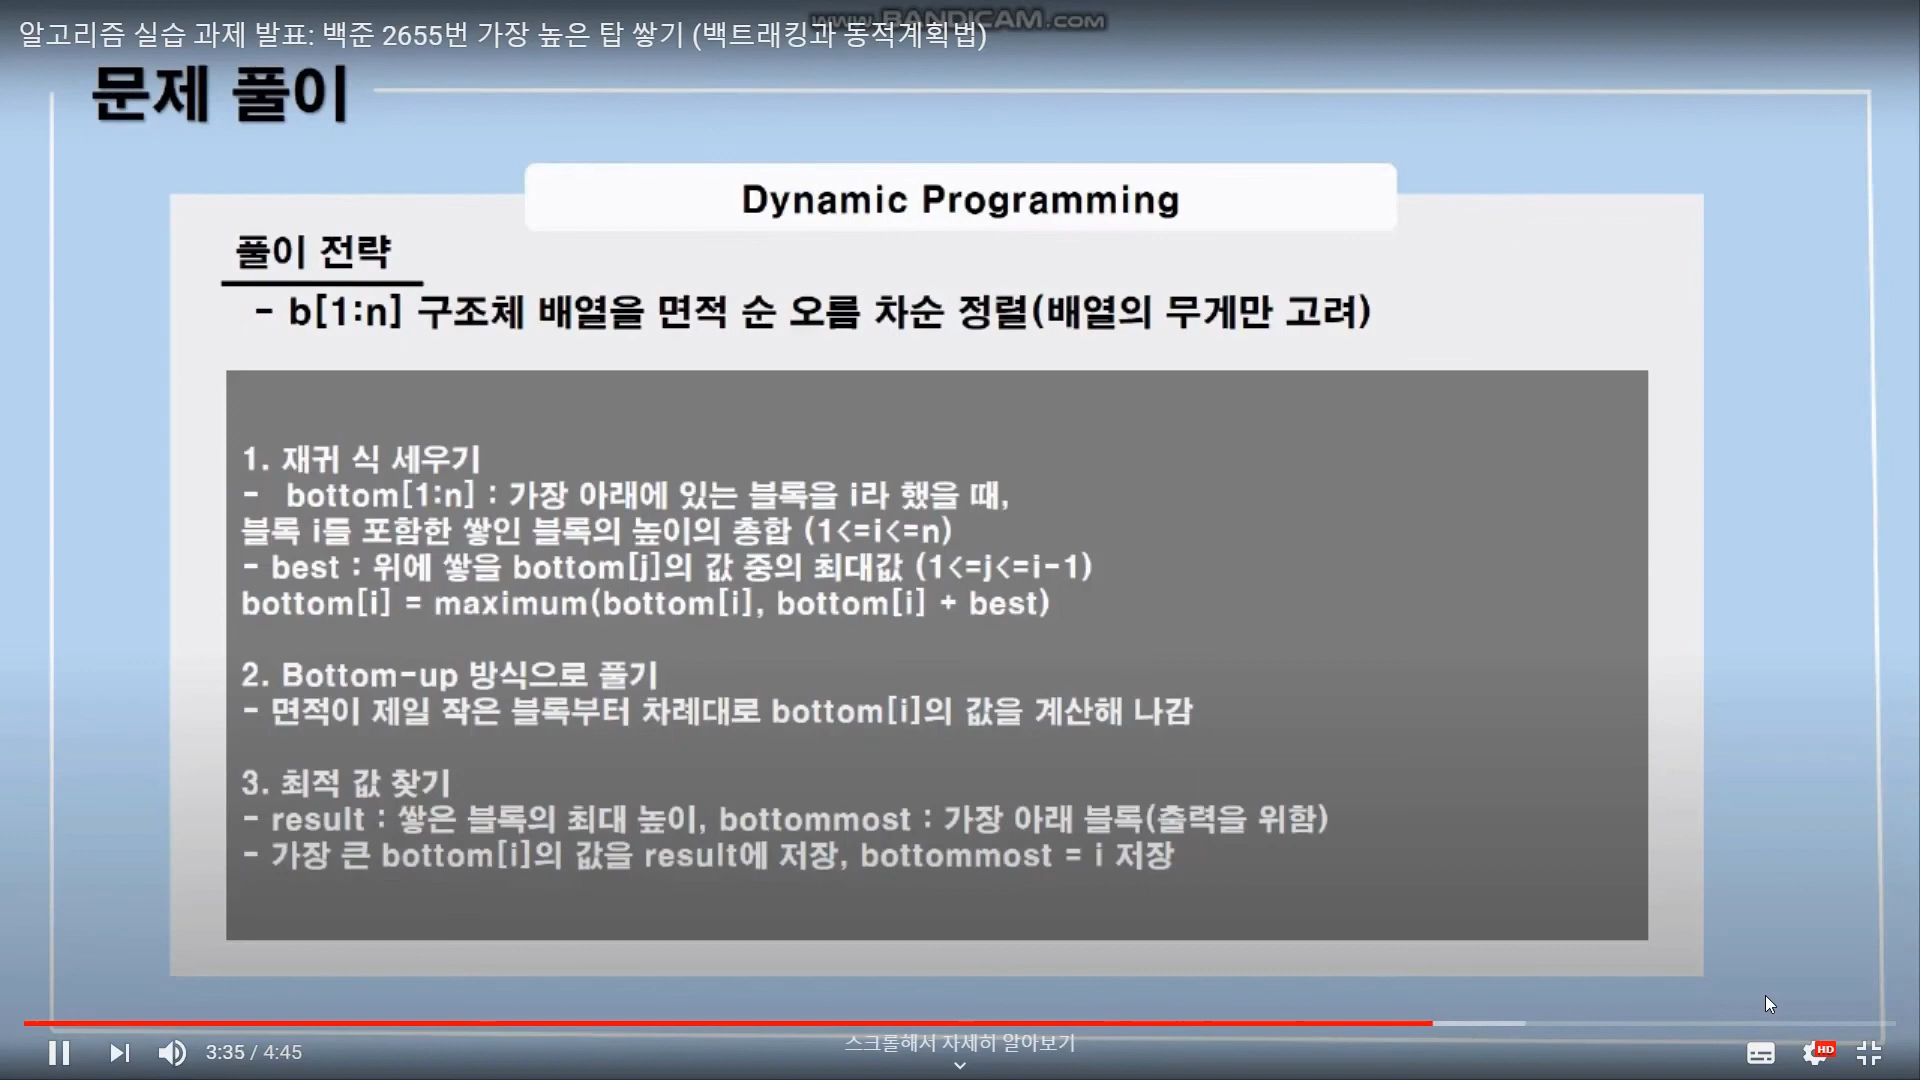 www.BANDICAM.com
알고리즘 실습 과제 발표: 백준 2655번 가장 높은 탑 쌓기 (백트래킹과 동적계획법)
문제 풀이
Dynamic Programming
풀이 전략
- b[1:n] 구조체 배열을 면적 순 오름 차순 정렬(배열의 무게만 고려)
1. 재귀 식 세우기
- bottom[1:n] : 가장 아래에 있는 블록을 i라 했을 때,
블록 i들 포함한 쌓인 블록의 높이의 총합 (1<=i<=n)
- best : 위에 쌓을 bottom[j]의 값 중의 최대값 (1<=j<=i-1)
bottom[i] = maximum(bottom[i], bottom[i] + best)
2. Bottom-up 방식으로 풀기
- 면적이 제일 작은 블록부터 차례대로 bottom[i]의 값을 계산해 나감
3. 최적 값 찾기
- result : 쌓은 블록의 최대 높이, bottommost : 가장 아래 블록(출력을 위함)
- 가장 큰 bottom[i]의 값을 result에 저장, bottommost = i 저장
3:35 / 4:45
스크롤해서 자세히 알아보기
HD